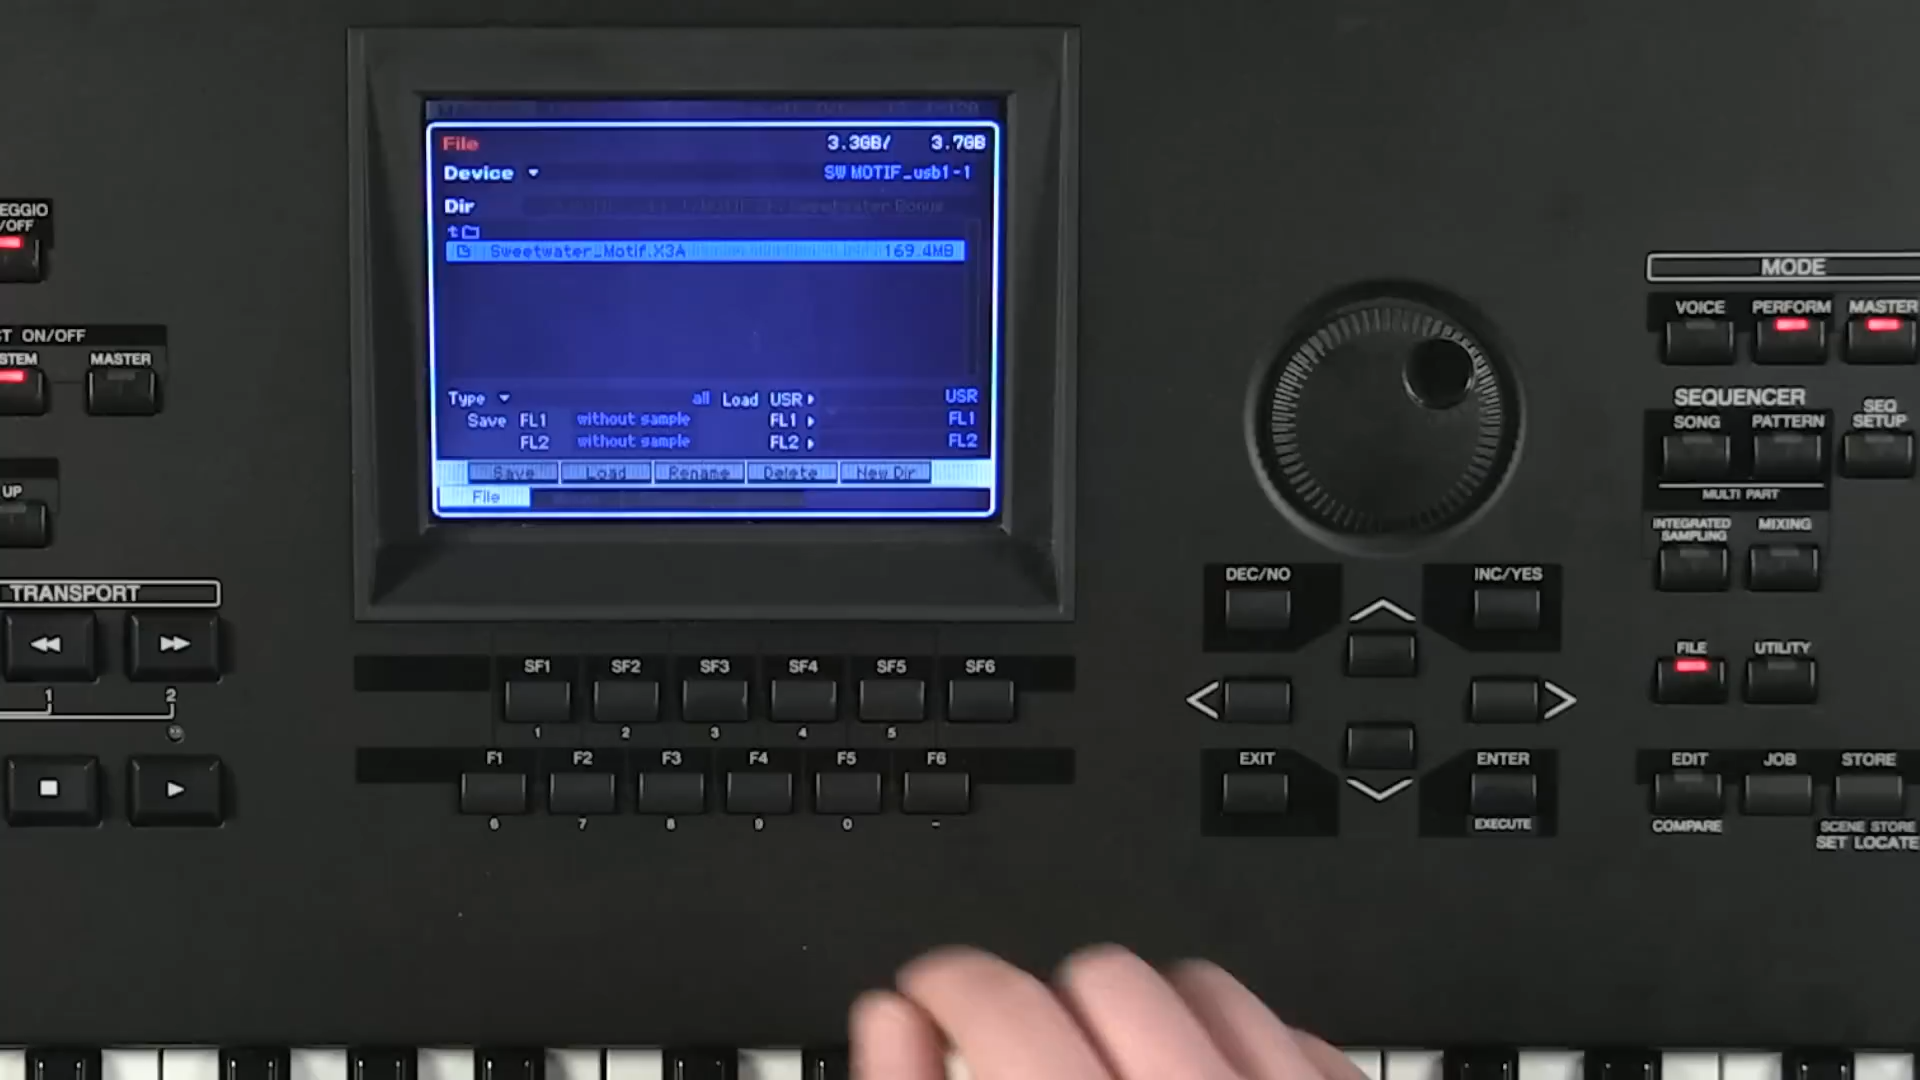 File 3.3GB/ 3.7GB
Device SW MOTIF_usb1-1
Dir Sweetwater Bonus
Sweetwater_Motif.X3A 169.4MB
Type all Load USR USR
Save FL1 without sample FL1 FL1
FL2 without sample FL2 FL2
Save Load Rename Delete New Dir
File
EGGIO
/OFF
T ON/OFF
STEM MASTER
UP
TRANSPORT
1 2
SF1 SF2 SF3 SF4 SF5 SF6
1 2 3 4 5
F1 F2 F3 F4 F5 F6
6 7 8 9 0 -
DEC/NO INC/YES
EXIT ENTER
EXECUTE
MODE
VOICE PERFORM MASTER
SEQUENCER
SONG PATTERN SEQ
SETUP
MULTI PART
INTEGRATED
SAMPLING
MIXING
FILE UTILITY
EDIT JOB STORE
COMPARE SCENE STORE
SET LOCATE